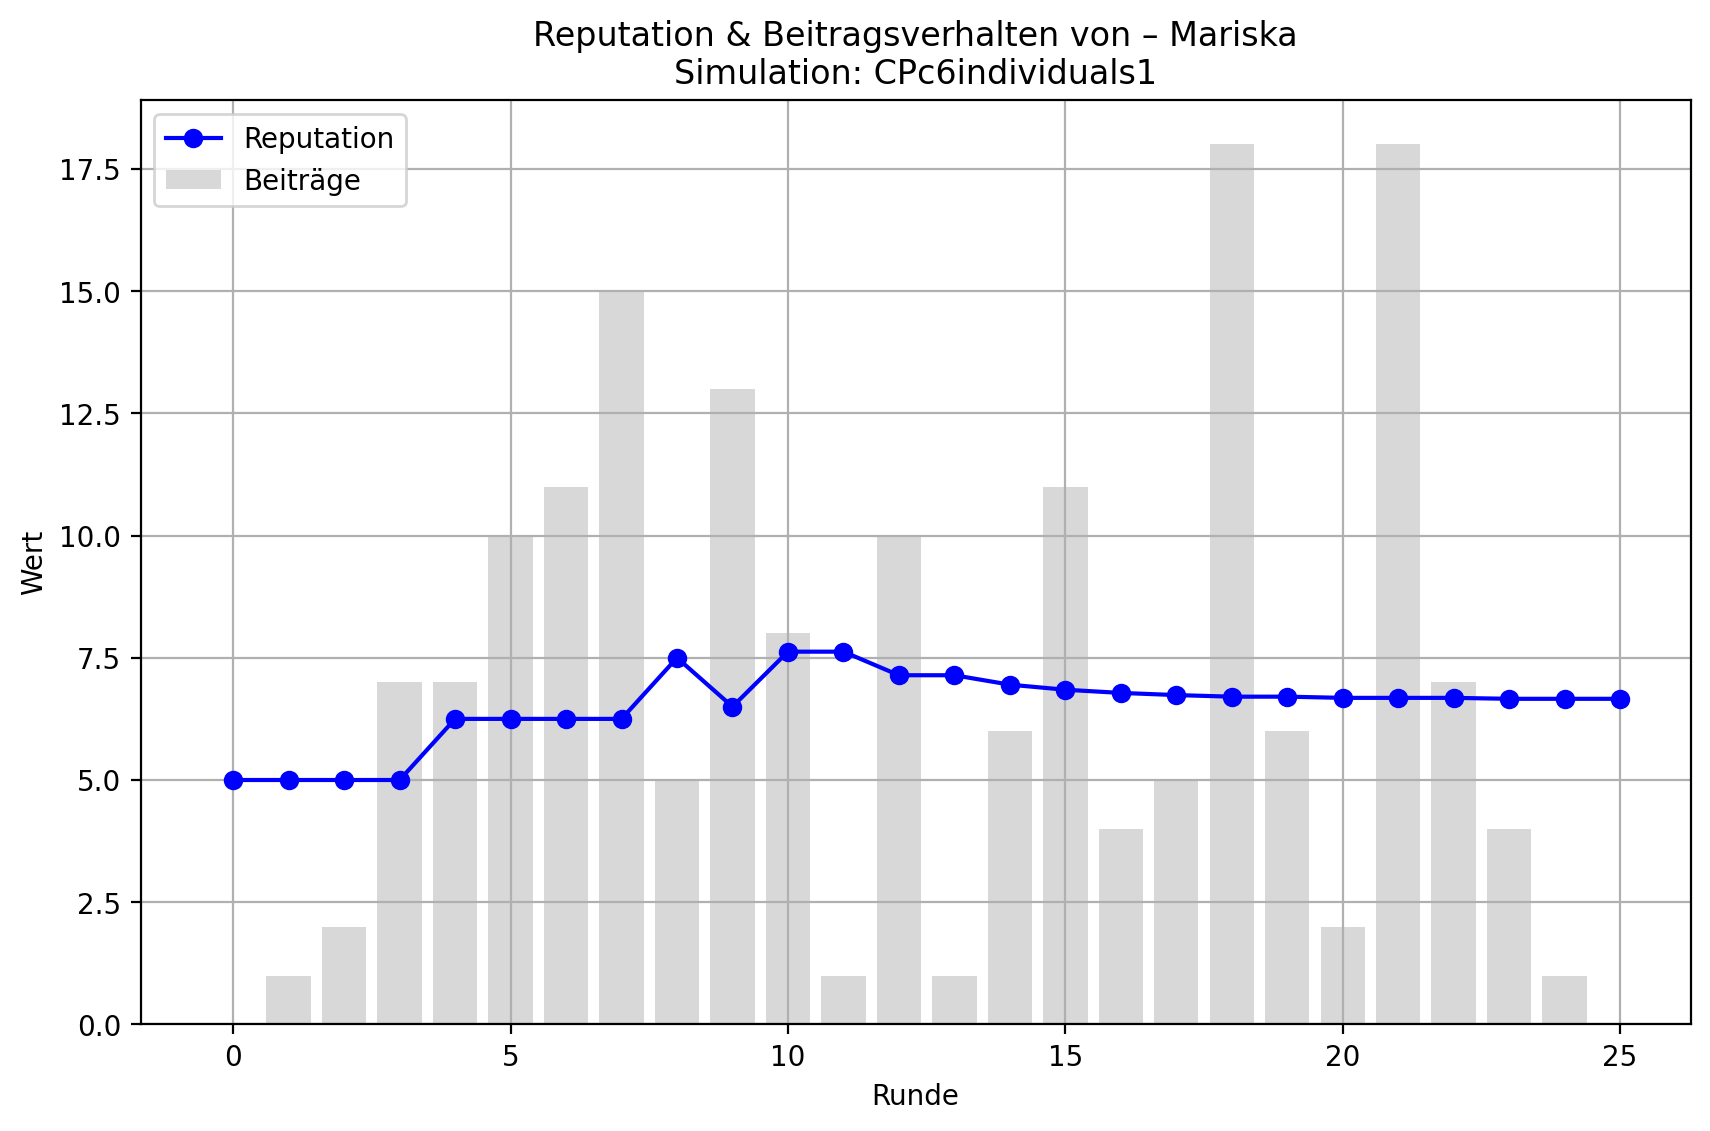 Reputation & Beitragsverhalten von – Mariska
Simulation: CPc6individuals1
Reputation
Beiträge
17.5
15.0
12.5
10.0
7.5
5.0
2.5
0.0
Wert
0 5 10 15 20 25
Runde